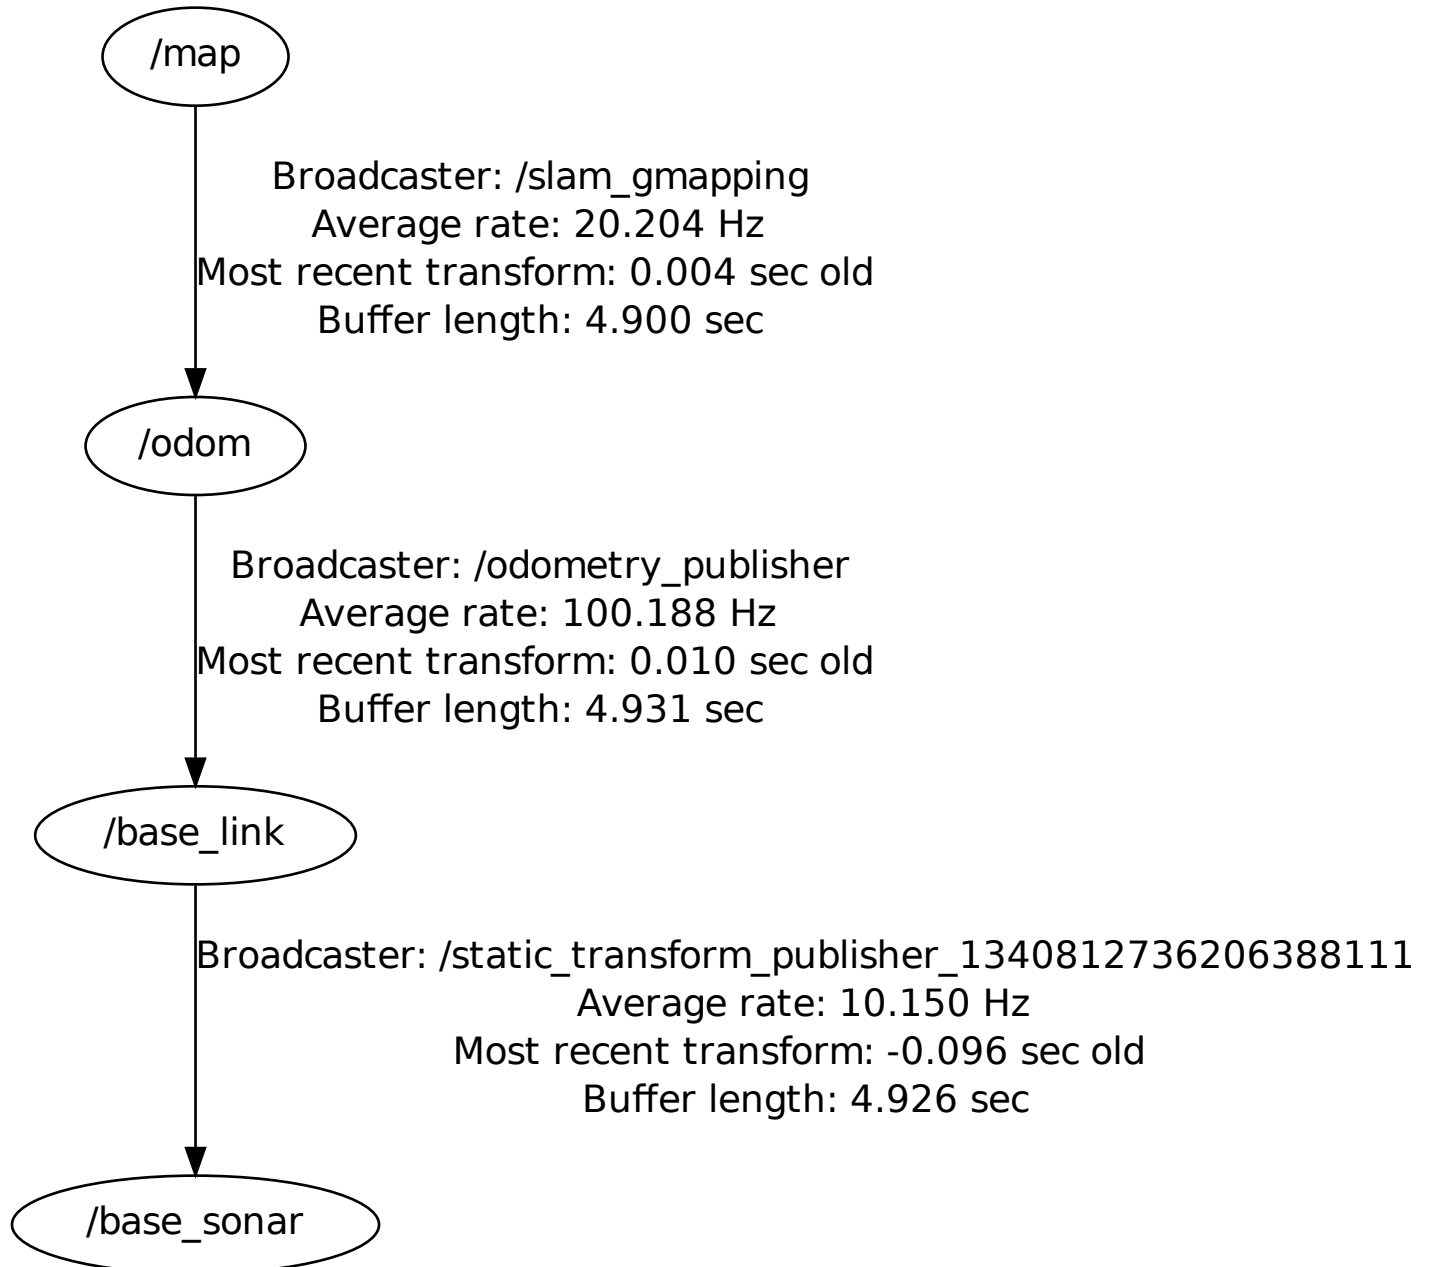 /map
Broadcaster: /slam_gmapping
Average rate: 20.204 Hz
Most recent transform: 0.004 sec old
Buffer length: 4.900 sec
/odom
Broadcaster: /odometry_publisher
Average rate: 100.188 Hz
Most recent transform: 0.010 sec old
Buffer length: 4.931 sec
/base_link
Broadcaster: /static_transform_publisher_1340812736206388111
Average rate: 10.150 Hz
Most recent transform: -0.096 sec old
Buffer length: 4.926 sec
/base_sonar